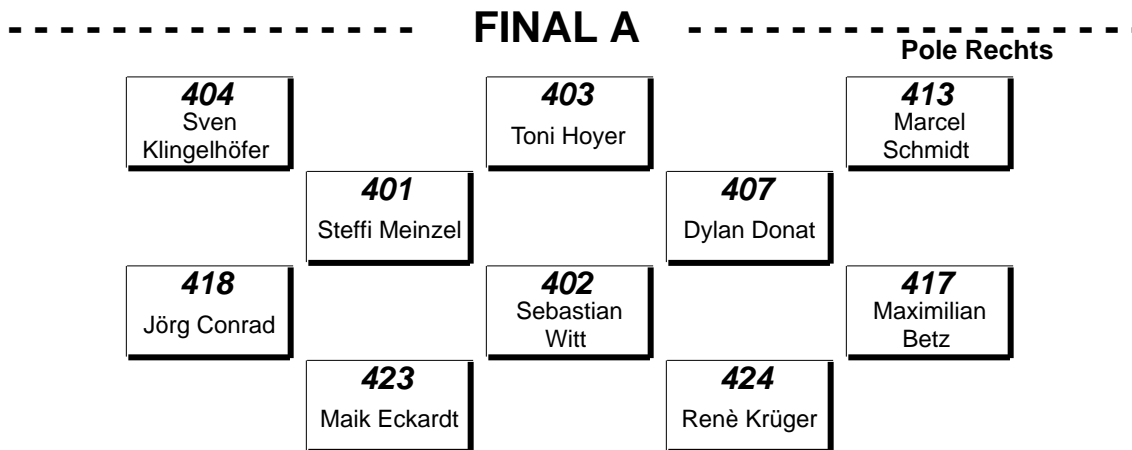 FINAL A
Pole Rechts
404
Sven
Klingelhöfer
403
Toni Hoyer
413
Marcel
Schmidt
401
Steffi Meinzel
407
Dylan Donat
418
Jörg Conrad
402
Sebastian
Witt
417
Maximilian
Betz
423
Maik Eckardt
424
Renè Krüger